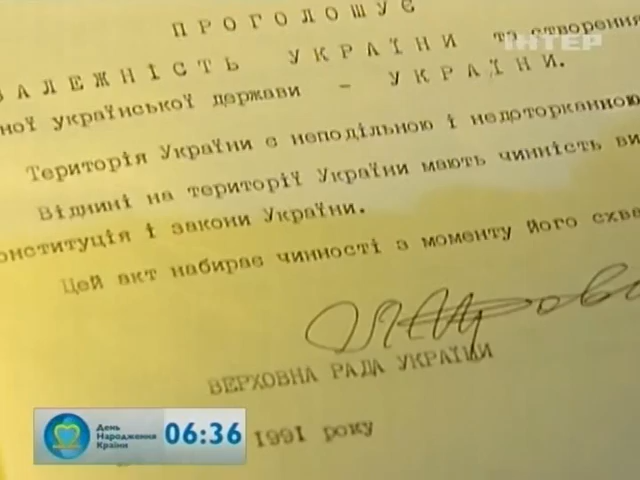 ПРОГОЛОШУЄ
ЗАЛЕЖНІСТЬ УКРАЇНИ та створення
ної української держави – УКРАЇНИ.
Територія України є неподільною і недоторканною
Віднині на території України мають чинність ви
онституція і закони України.
Цей акт набирає чинності з моменту його схва
ВЕРХОВНА РАДА УКРАЇНИ
1991 року
ІНТЕР
День
Народження
Країни
06:36